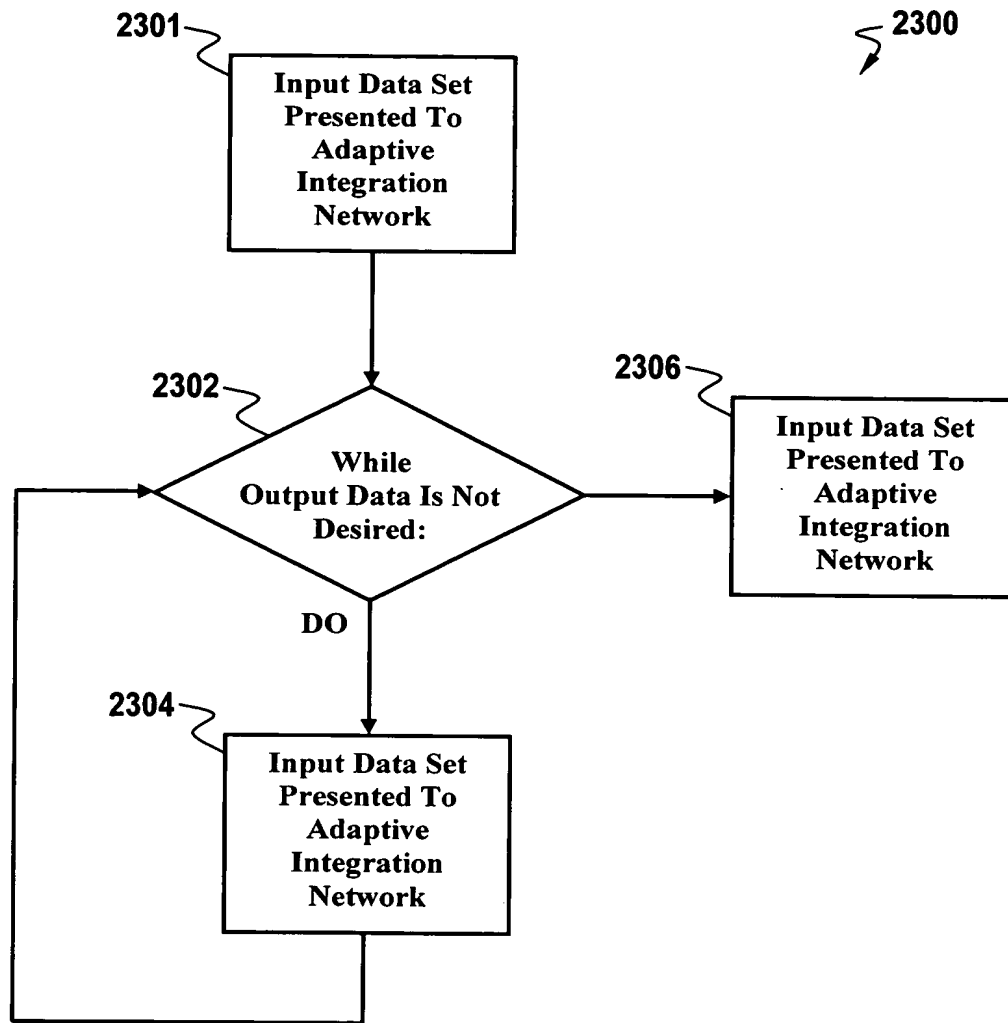 2301
2300
Input Data Set
Presented To
Adaptive
Integration
Network
2302
While
Output Data Is Not
Desired:
2306
Input Data Set
Presented To
Adaptive
Integration
Network
DO
2304
Input Data Set
Presented To
Adaptive
Integration
Network